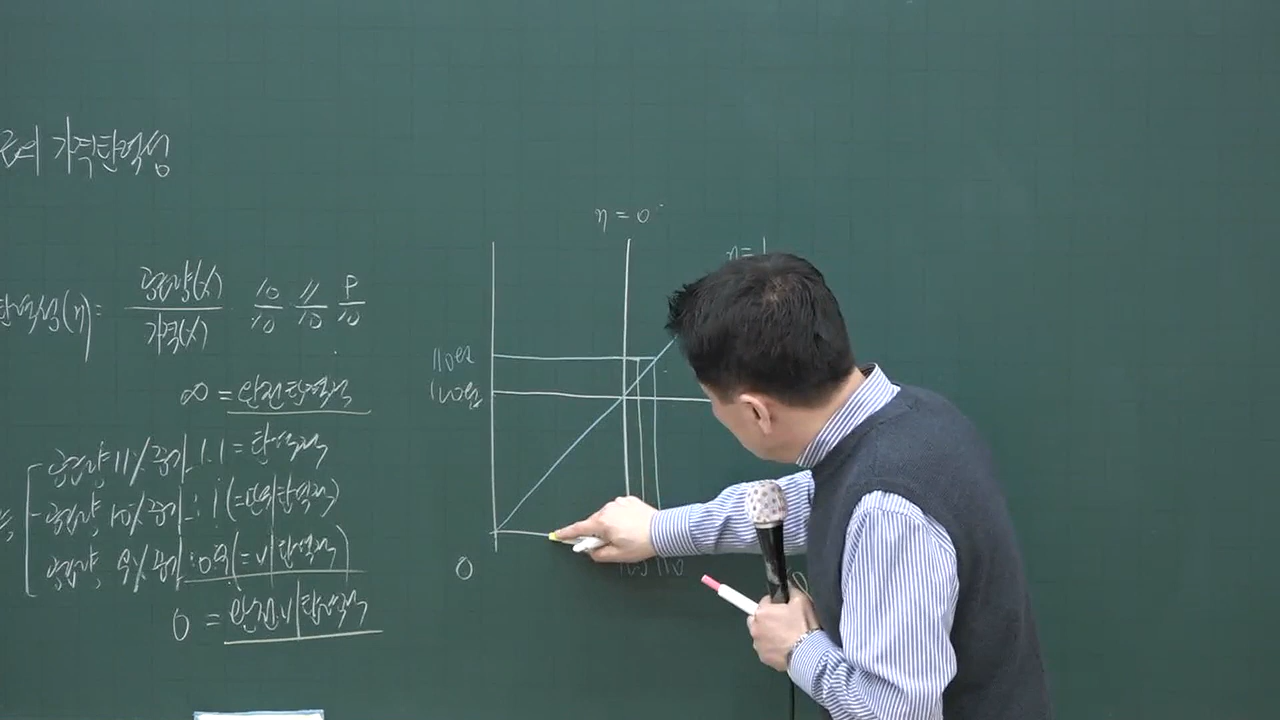 가격탄력성
η = 0
η = 1
탄력성(η) = 공급량(%) / 가격(%) 10/10 11/10 9/10
110원
100원
∞ = 완전탄력적
공급량 11% 증가 1.1 = 탄력적
공급량 10% 증가 : 1 (=단위탄력적)
공급량 9% 증가 : 0.9 (=비탄력적)
0 = 완전비탄력적
0
110